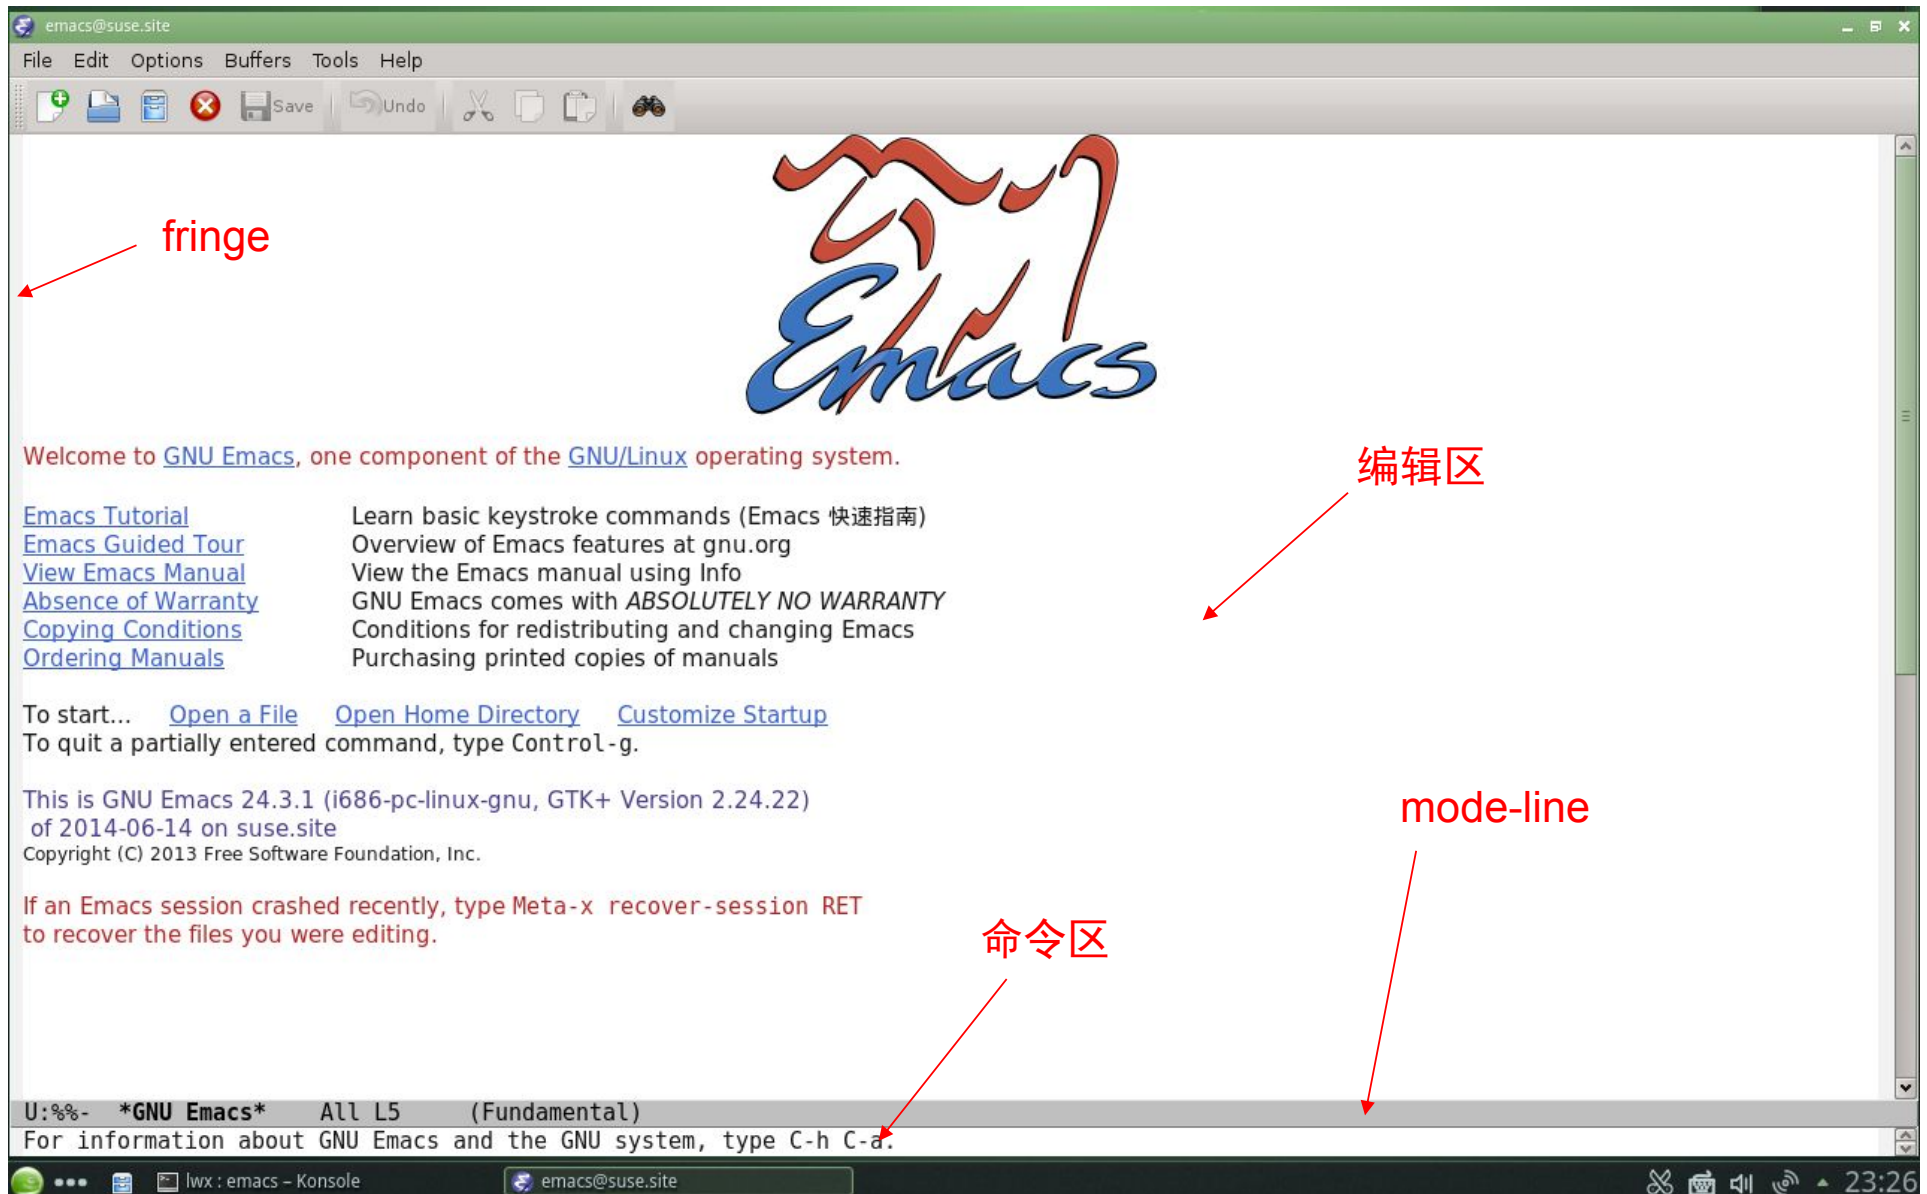 emacs@suse.site
File Edit Options Buffers Tools Help
Save Undo
fringe
Emacs
Welcome to GNU Emacs, one component of the GNU/Linux operating system.
编辑区
Emacs Tutorial Learn basic keystroke commands (Emacs 快速指南)
Emacs Guided Tour Overview of Emacs features at gnu.org
View Emacs Manual View the Emacs manual using Info
Absence of Warranty GNU Emacs comes with ABSOLUTELY NO WARRANTY
Copying Conditions Conditions for redistributing and changing Emacs
Ordering Manuals Purchasing printed copies of manuals
To start... Open a File Open Home Directory Customize Startup
To quit a partially entered command, type Control-g.
This is GNU Emacs 24.3.1 (i686-pc-linux-gnu, GTK+ Version 2.24.22)
of 2014-06-14 on suse.site
mode-line
Copyright (C) 2013 Free Software Foundation, Inc.
If an Emacs session crashed recently, type Meta-x recover-session RET
to recover the files you were editing.
命令区
U:%%- *GNU Emacs* All L5 (Fundamental)
For information about GNU Emacs and the GNU system, type C-h C-a.
lwx : emacs – Konsole emacs@suse.site 23:26